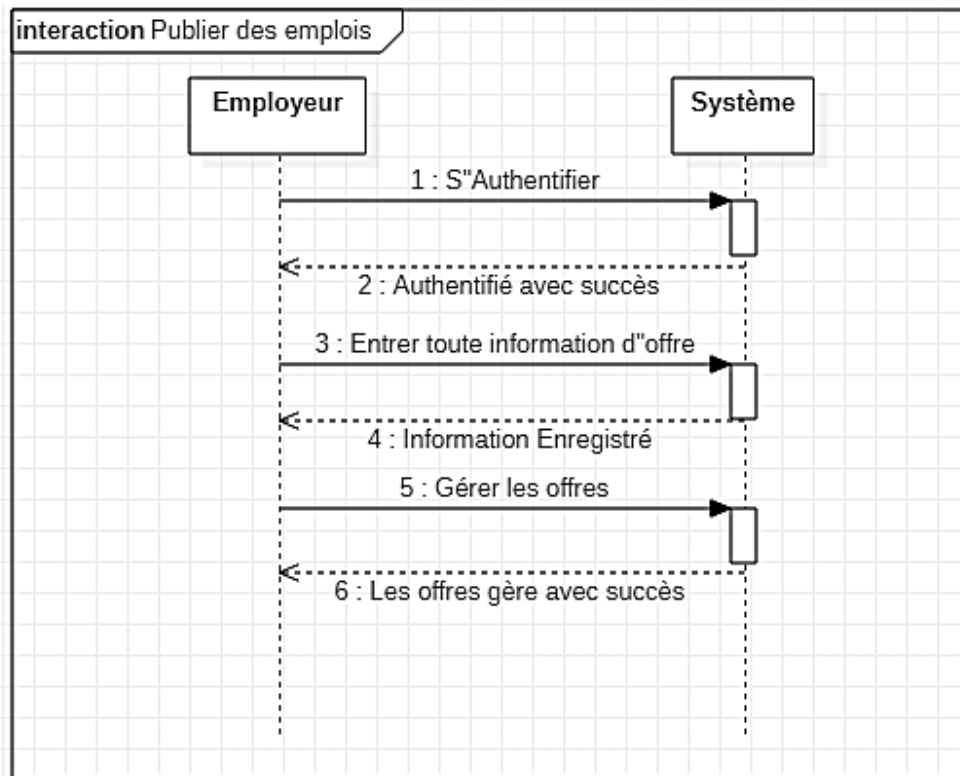 interaction Publier des emplois
Employeur
Système
1 : S"Authentifier
2 : Authentifié avec succès
3 : Entrer toute information d"offre
4 : Information Enregistré
5 : Gérer les offres
6 : Les offres gère avec succès